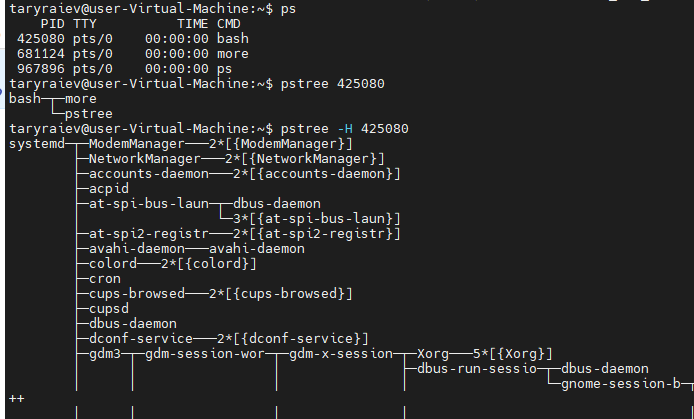 taryraiev@user-Virtual-Machine:~$ ps
    PID TTY          TIME CMD
 425080 pts/0    00:00:00 bash
 681124 pts/0    00:00:00 more
 967896 pts/0    00:00:00 ps
taryraiev@user-Virtual-Machine:~$ pstree 425080
bash─┬─more
     └─pstree
taryraiev@user-Virtual-Machine:~$ pstree -H 425080
systemd─┬─ModemManager───2*[{ModemManager}]
        ├─NetworkManager───2*[{NetworkManager}]
        ├─accounts-daemon───2*[{accounts-daemon}]
        ├─acpid
        ├─at-spi-bus-laun─┬─dbus-daemon
        │                 └─3*[{at-spi-bus-laun}]
        ├─at-spi2-registr───2*[{at-spi2-registr}]
        ├─avahi-daemon───avahi-daemon
        ├─colord───2*[{colord}]
        ├─cron
        ├─cups-browsed───2*[{cups-browsed}]
        ├─cupsd
        ├─dbus-daemon
        ├─dconf-service───2*[{dconf-service}]
        ├─gdm3─┬─gdm-session-wor─┬─gdm-x-session─┬─Xorg───5*[{Xorg}]
        │      │                 │               ├─dbus-run-sessio─┬─dbus-daemon
        │      │                 │               │                 └─gnome-session-b─┬
++